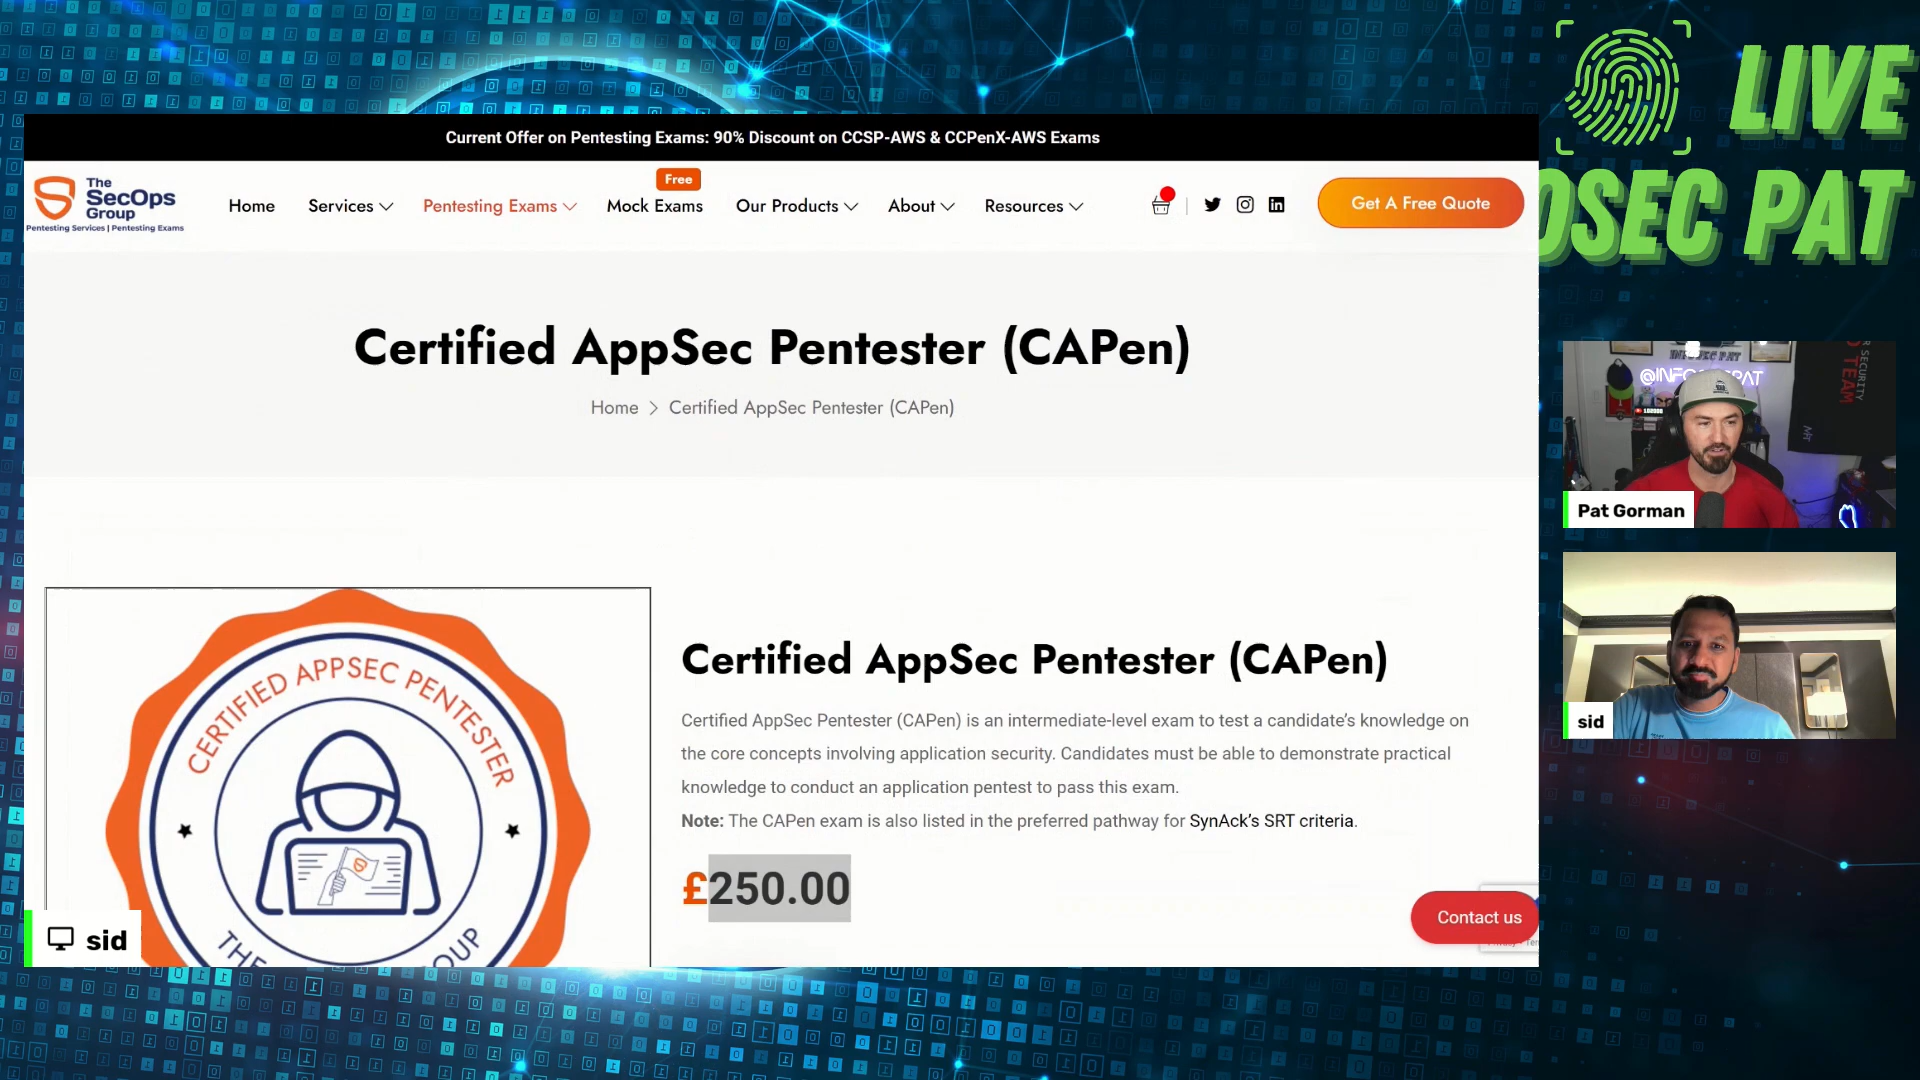 Current Offer on Pentesting Exams: 90% Discount on CCSP-AWS & CCPenX-AWS Exams
The
SecOps
Group
Pentesting Services | Pentesting Exams
Home
Services
Pentesting Exams
Free
Mock Exams
Our Products
About
Resources
Get A Free Quote
LIVE
OSEC PAT
Certified AppSec Pentester (CAPen)
Home > Certified AppSec Pentester (CAPen)
INFOSEC PAT
Pat Gorman
sid
CERTIFIED APPSEC PENTESTER
THE
OUP
Certified AppSec Pentester (CAPen)
Certified AppSec Pentester (CAPen) is an intermediate-level exam to test a candidate’s knowledge on
the core concepts involving application security. Candidates must be able to demonstrate practical
knowledge to conduct an application pentest to pass this exam.
Note: The CAPen exam is also listed in the preferred pathway for SynAck’s SRT criteria.
£250.00
Contact us
sid